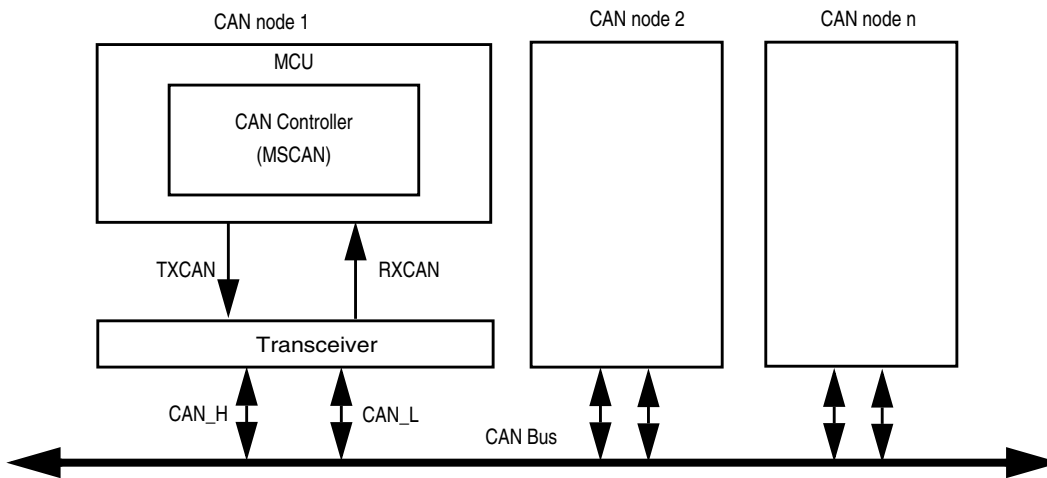 CAN node 1
CAN node 2
CAN node n
MCU
CAN Controller
(MSCAN)
TXCAN
RXCAN
Transceiver
CAN_H
CAN_L
CAN Bus